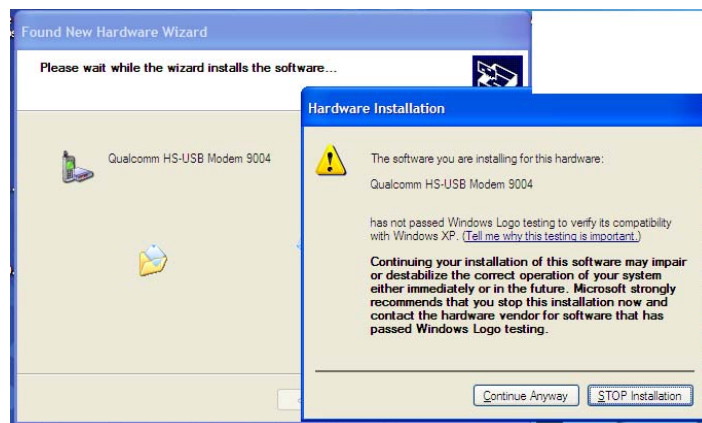 Found New Hardware Wizard
Please wait while the wizard installs the software...
Qualcomm HS-USB Modem 9004
Hardware Installation
The software you are installing for this hardware:
Qualcomm HS-USB Modem 9004
has not passed Windows Logo testing to verify its compatibility
with Windows XP. (Tell me why this testing is important.)
Continuing your installation of this software may impair
or destabilize the correct operation of your system
either immediately or in the future. Microsoft strongly
recommends that you stop this installation now and
contact the hardware vendor for software that has
passed Windows Logo testing.
Continue Anyway
STOP Installation